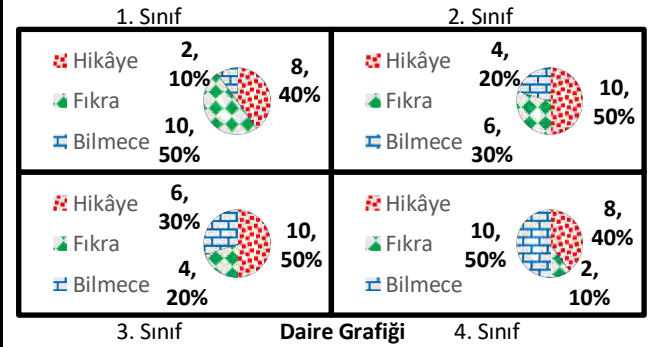 1. Sınıf
2. Sınıf
Hikâye
Fıkra
Bilmece
2,
10%
8,
40%
10,
50%
Hikâye
Fıkra
Bilmece
4,
20%
10,
50%
6,
30%
Hikâye
Fıkra
Bilmece
6,
30%
10,
50%
4,
20%
Hikâye
Fıkra
Bilmece
10,
50%
8,
40%
2,
10%
3. Sınıf
Daire Grafiği
4. Sınıf